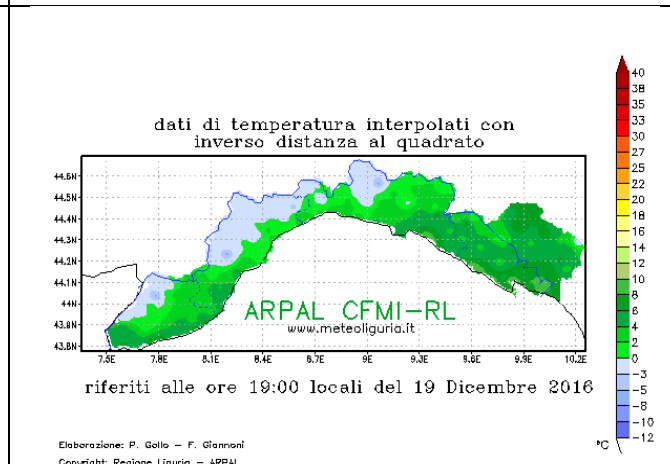 dati di temperatura interpolati con
inverso distanza al quadrato
44.6N
44.5N
44.4N
44.3N
44.2N
44.1N
44N
43.9N
43.8N
7.5E 7.8E 8.1E 8.4E 8.7E 9E 9.3E 9.6E 9.9E 10.2E
ARPAL CFMI-RL
www.meteoliguria.it
riferiti alle ore 19:00 locali del 19 Dicembre 2016
40
38
35
33
30
27
25
22
20
18
16
14
12
10
8
6
4
2
0
-3
-5
-8
-10
-12
°C
Elaborazione: P. Gollo - F. Giannoni
Copyright: Regione Liguria - ARPAL